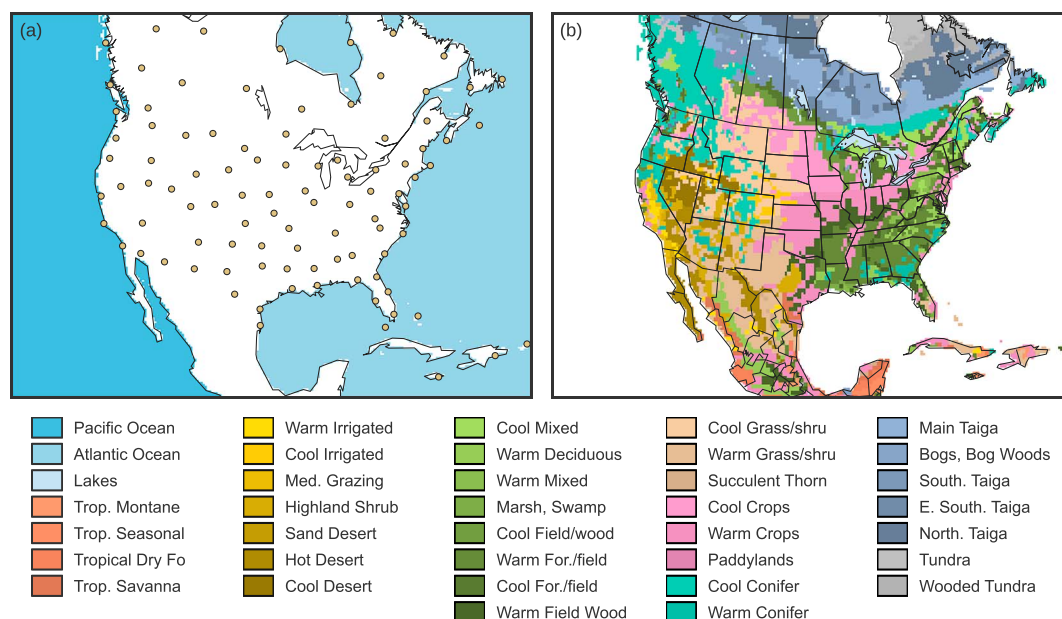 (a) (b)
Pacific Ocean Warm Irrigated Cool Mixed Cool Grass/shru Main Taiga
Atlantic Ocean Cool Irrigated Warm Deciduous Warm Grass/shru Bogs, Bog Woods
Lakes Med. Grazing Warm Mixed Succulent Thorn South. Taiga
Trop. Montane Highland Shrub Marsh, Swamp Cool Crops E. South. Taiga
Trop. Seasonal Sand Desert Cool Field/wood Warm Crops North. Taiga
Tropical Dry Fo Hot Desert Warm For./field Paddylands Tundra
Trop. Savanna Cool Desert Cool For./field Cool Conifer Wooded Tundra
Warm Field Wood Warm Conifer